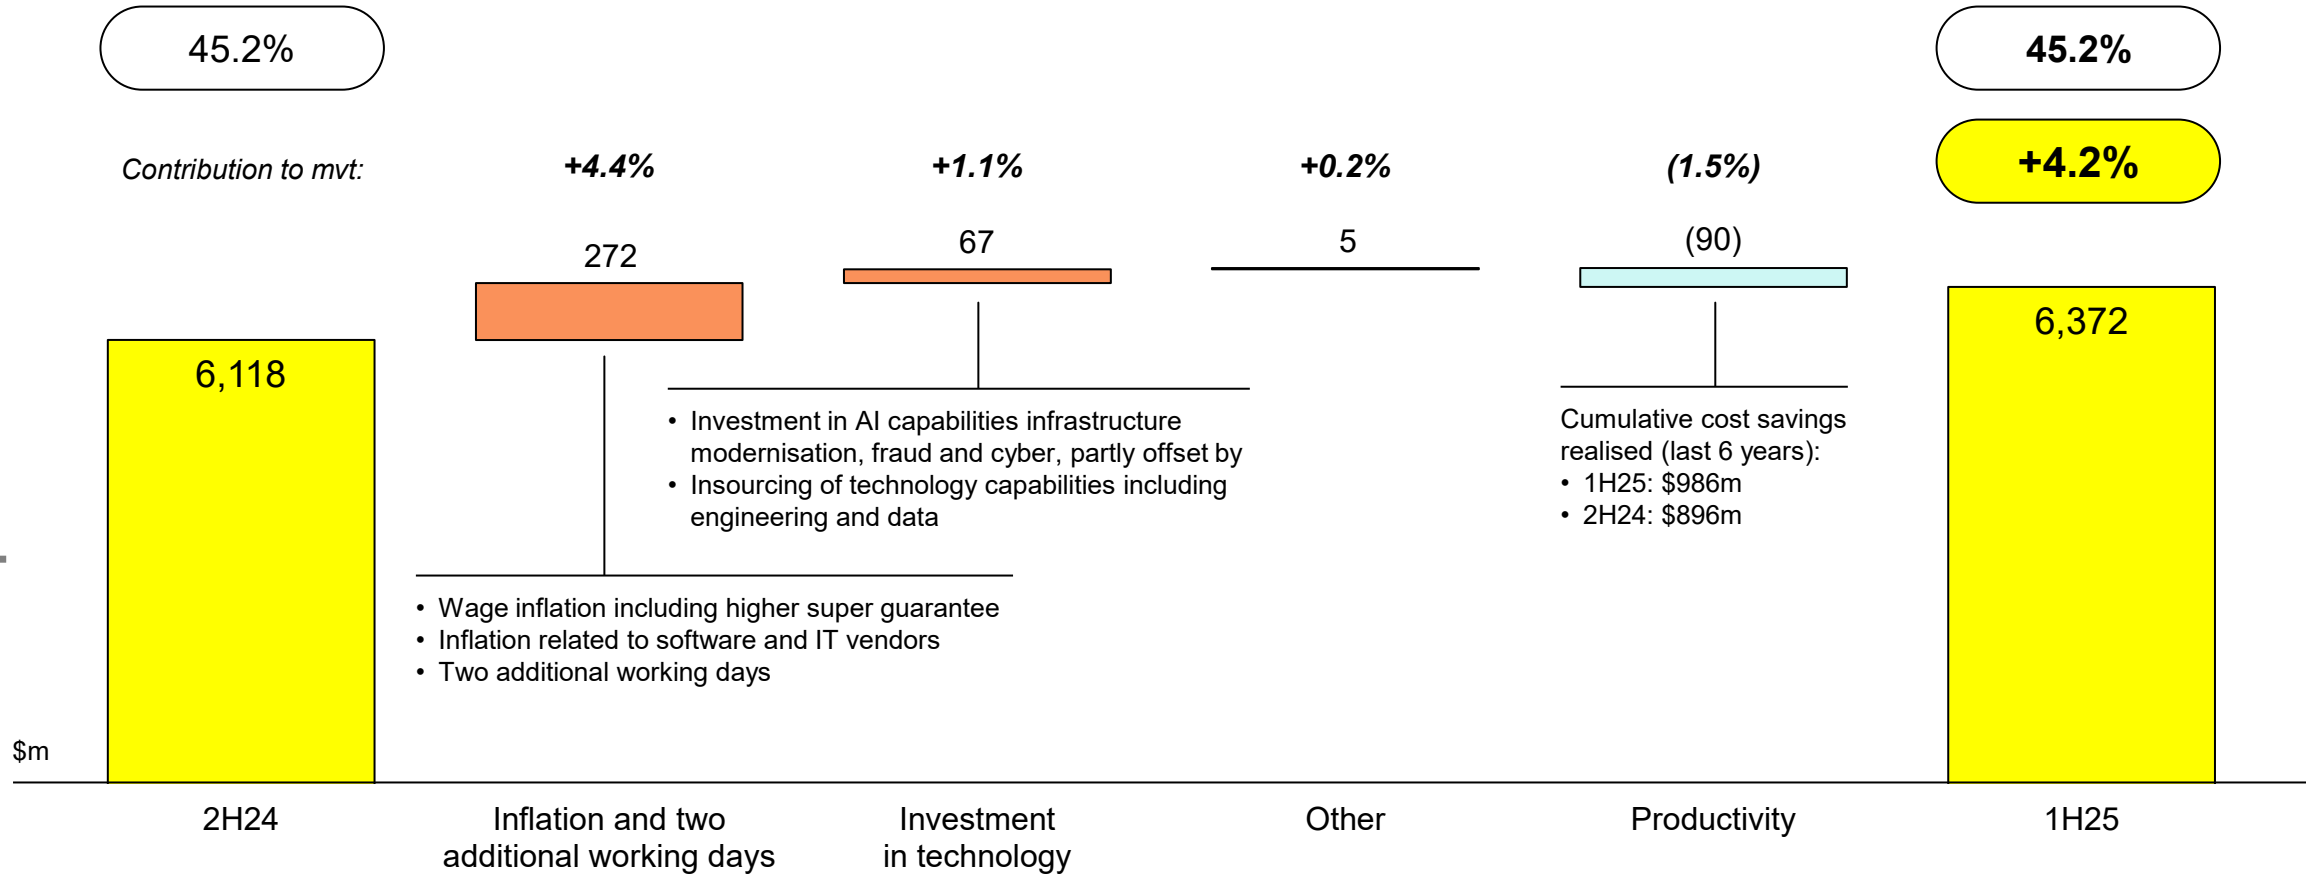 45.2%
45.2%
Contribution to mvt:
+4.4%
+1.1%
+0.2%
(1.5%)
+4.2%
272
67
5
(90)
6,118
6,372
• Investment in AI capabilities infrastructure
modernisation, fraud and cyber, partly offset by
• Insourcing of technology capabilities including
engineering and data
Cumulative cost savings
realised (last 6 years):
• 1H25: $986m
• 2H24: $896m
• Wage inflation including higher super guarantee
• Inflation related to software and IT vendors
• Two additional working days
$m
2H24
Inflation and two
additional working days
Investment
in technology
Other
Productivity
1H25